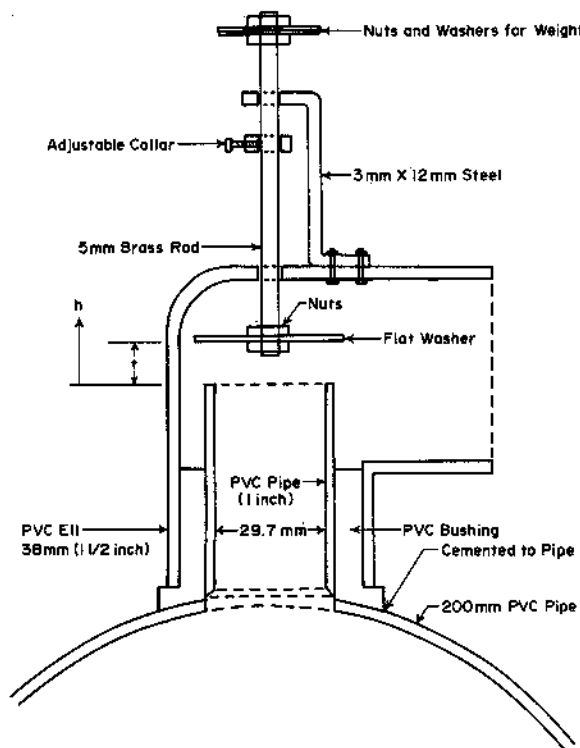 Nuts and Washers for Weight
Adjustable Collar
3mm X 12mm Steel
5mm Brass Rod
h
Nuts
Flat Washer
PVC Pipe
(1 inch)
PVC Ell
38mm (1 1/2 inch)
29.7 mm
PVC Bushing
Cemented to Pipe
200mm PVC Pipe